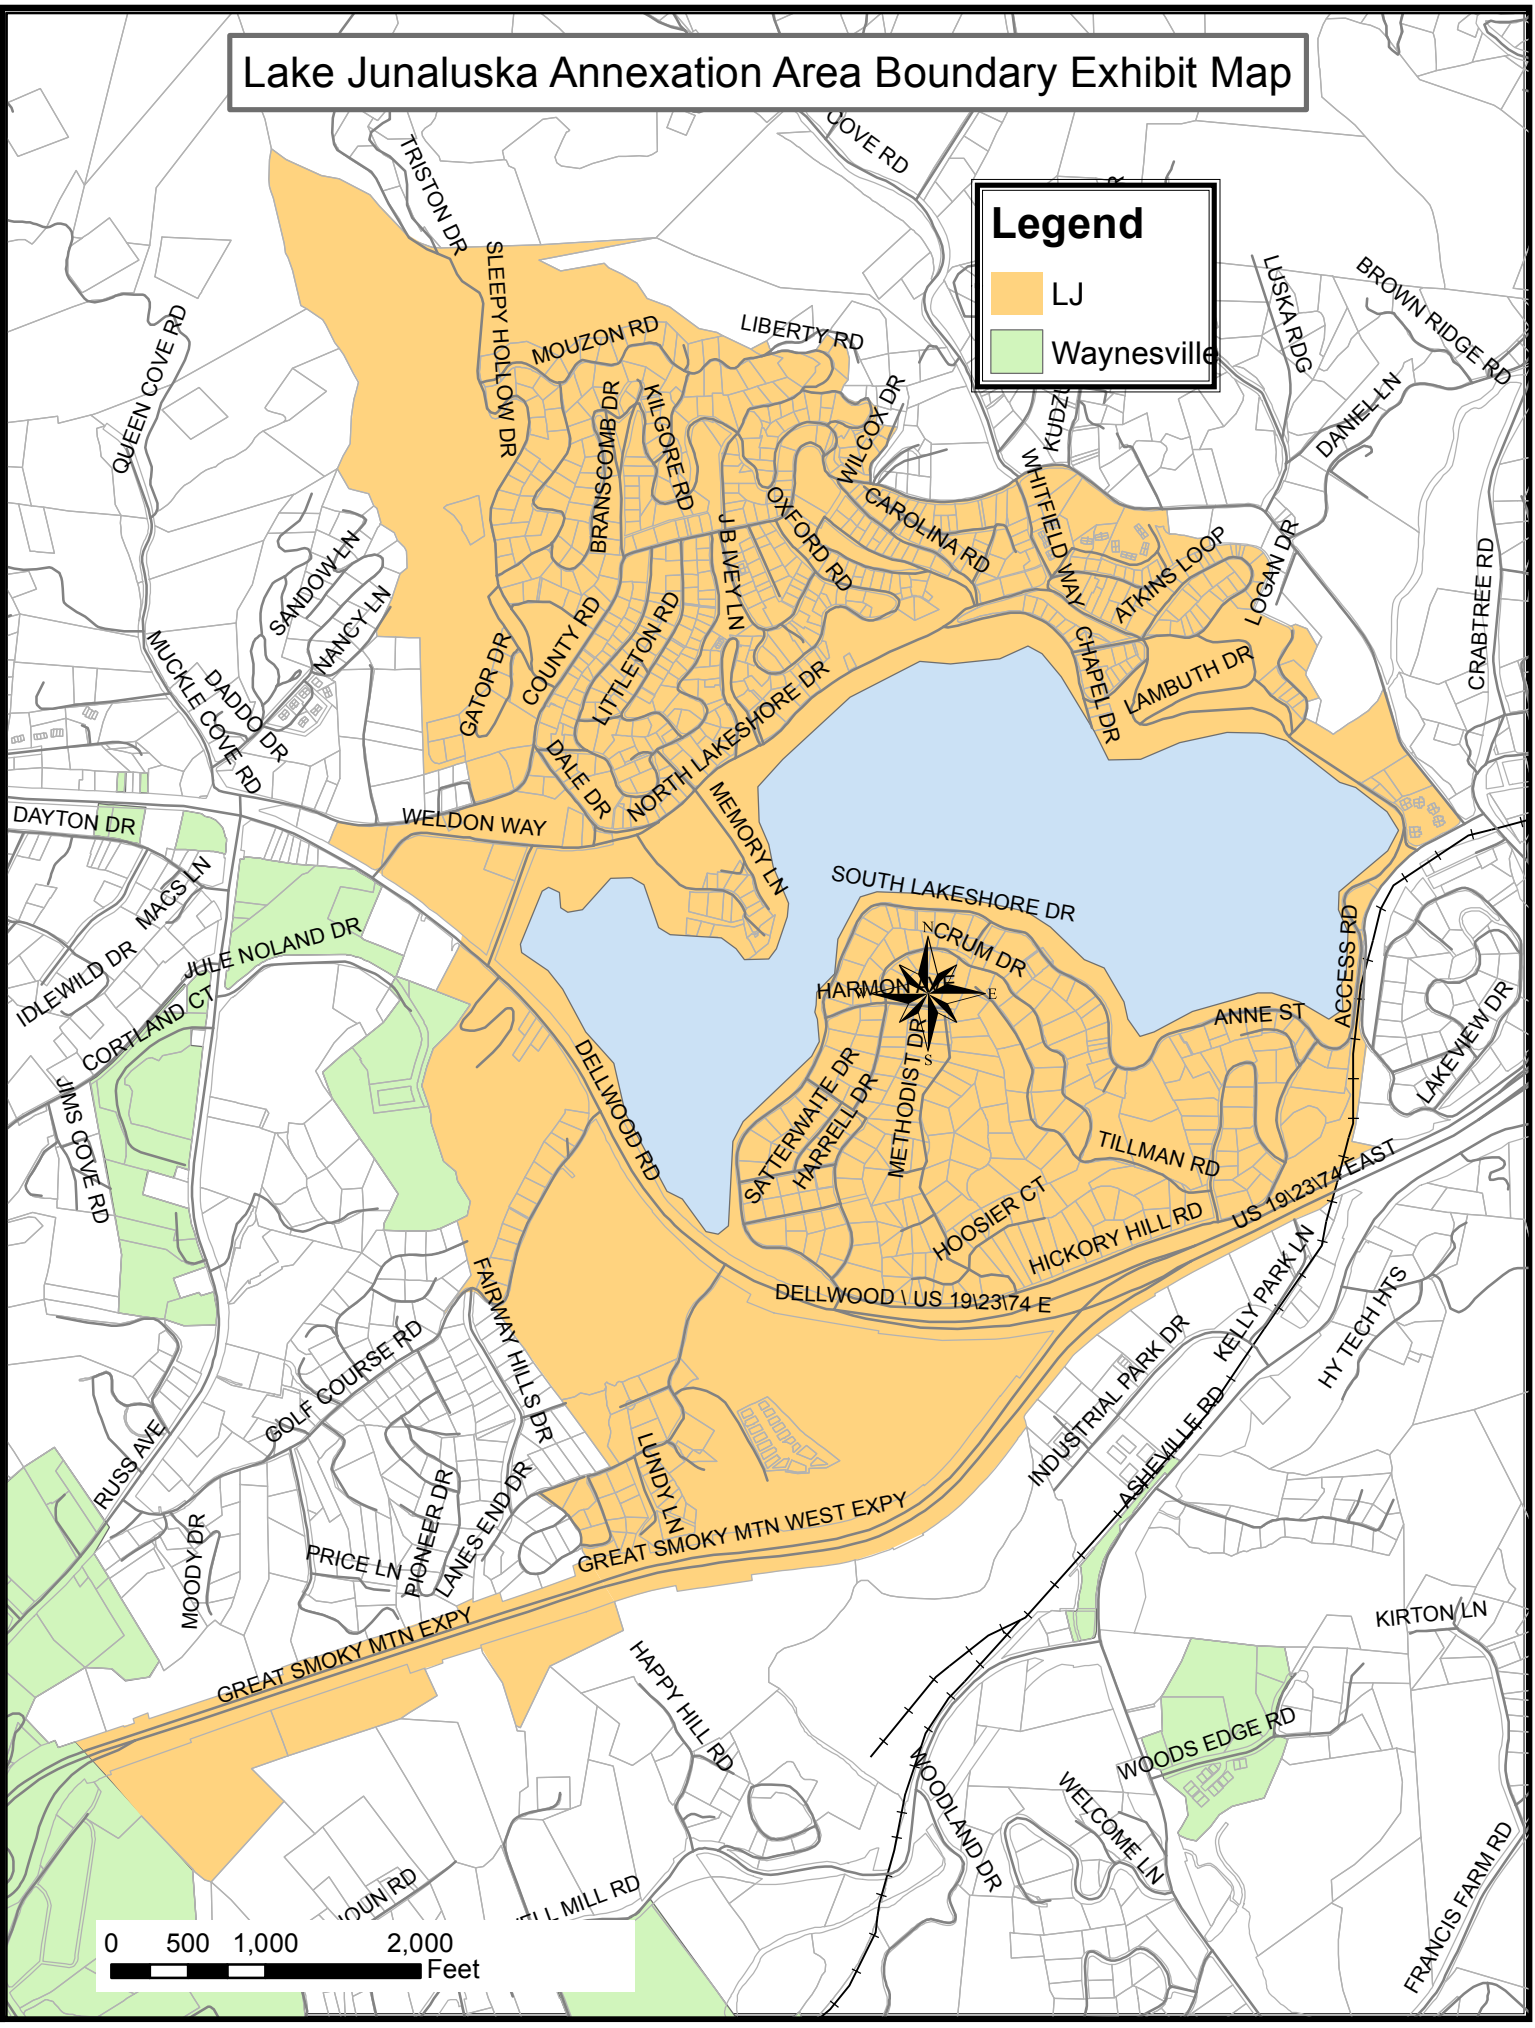 Lake Junaluska Annexation Area Boundary Exhibit Map
COVE RD
TRISTON DR
Legend
LJ
Waynesville
SLEEPY HOLLOW DR
LUSKA RDG
BROWN RIDGE RD
QUEEN COVE RD
MOUZON RD
LIBERTY RD
BRANSCOMB DR
KILGORE RD
WILCOX DR
KUDZU
DANIEL LN
WHITFIELD WAY
OXFORD RD
CAROLINA RD
J B IVEY LN
ATKINS LOOP
LOGAN DR
CRABTREE RD
SANDOW LN
NANCY LN
MUCKLE COVE RD
DADDO DR
GATOR DR
COUNTY RD
LITTLETON RD
CHAPEL DR
LAMBUTH DR
NORTH LAKESHORE DR
DALE DR
MEMORY LN
WELDON WAY
DAYTON DR
MACS LN
SOUTH LAKESHORE DR
JULE NOLAND DR
IDLEWILD DR
CRUM DR
ACCESS RD
N
HARMON AVE
W
E
S
CORTLAND CT
ANNE ST
LAKEVIEW DR
JIMS COVE RD
DELLWOOD RD
SATTERWAITE DR
HARRELL DR
METHODIST DR
TILLMAN RD
US 19\23\74 EAST
HOOSIER CT
HICKORY HILL RD
DELLWOOD \ US 19\23\74 E
FAIRWAY HILLS DR
KELLY PARK LN
HY TECH HTS
INDUSTRIAL PARK DR
GOLF COURSE RD
ASHEVILLE RD
RUSS AVE
LUNDY LN
PIONEER DR
LANES END DR
GREAT SMOKY MTN WEST EXPY
MOODY DR
PRICE LN
GREAT SMOKY MTN EXPY
KIRTON LN
HAPPY HILL RD
WOODS EDGE RD
WOODLAND DR
WELCOME LN
FRANCIS FARM RD
HOUN RD
ELL MILL RD
0 500 1,000 2,000
Feet